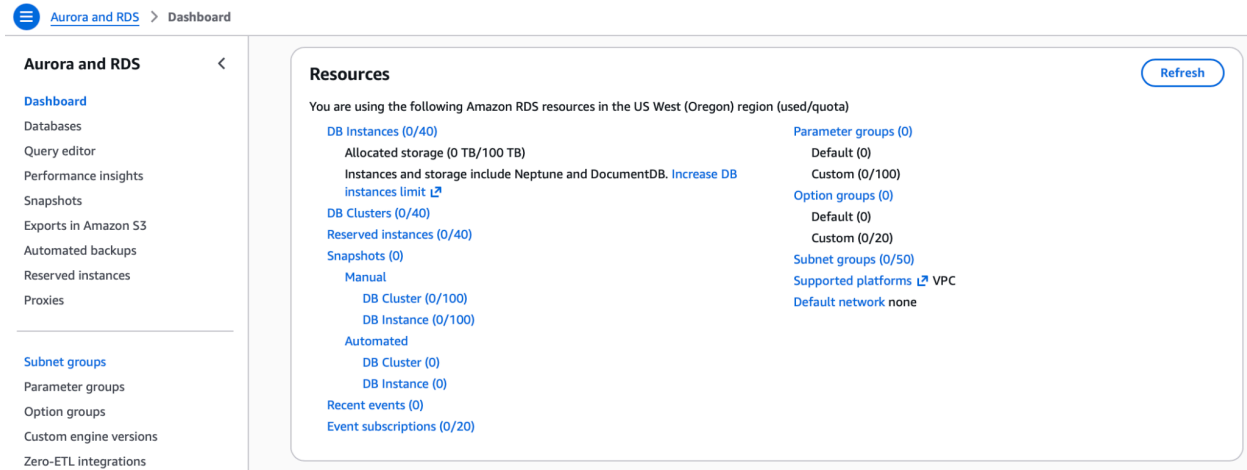 Aurora and RDS > Dashboard
Aurora and RDS
Dashboard
Databases
Query editor
Performance insights
Snapshots
Exports in Amazon S3
Automated backups
Reserved instances
Proxies
Subnet groups
Parameter groups
Option groups
Custom engine versions
Zero-ETL integrations
Resources
Refresh
You are using the following Amazon RDS resources in the US West (Oregon) region (used/quota)
DB Instances (0/40)
Allocated storage (0 TB/100 TB)
Instances and storage include Neptune and DocumentDB. Increase DB
instances limit
DB Clusters (0/40)
Reserved instances (0/40)
Snapshots (0)
Manual
DB Cluster (0/100)
DB Instance (0/100)
Automated
DB Cluster (0)
DB Instance (0)
Recent events (0)
Event subscriptions (0/20)
Parameter groups (0)
Default (0)
Custom (0/100)
Option groups (0)
Default (0)
Custom (0/20)
Subnet groups (0/50)
Supported platforms VPC
Default network none